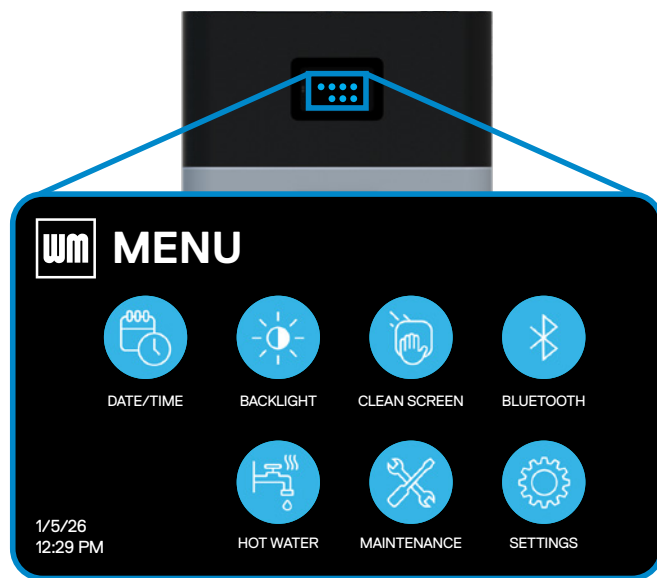 wm MENU
DATE/TIME BACKLIGHT CLEAN SCREEN BLUETOOTH
HOT WATER MAINTENANCE SETTINGS
1/5/26
12:29 PM